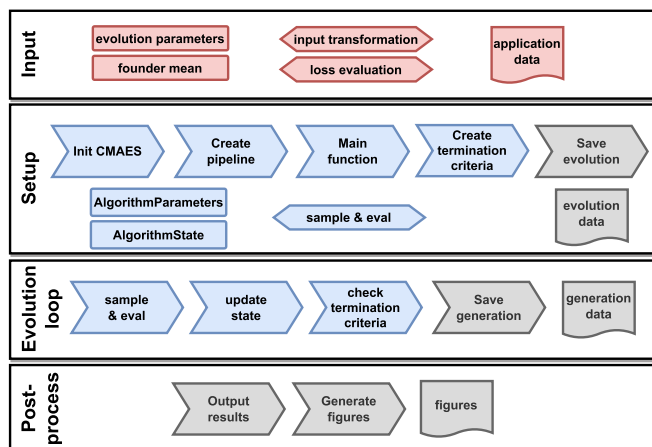 Input
evolution parameters
founder mean
input transformation
loss evaluation
application
data
Setup
Init CMAES
Create
pipeline
Main
function
Create
termination
criteria
Save
evolution
AlgorithmParameters
AlgorithmState
sample & eval
evolution
data
Evolution
loop
sample
& eval
update
state
check
termination
criteria
Save
generation
generation
data
Post-
process
Output
results
Generate
figures
figures